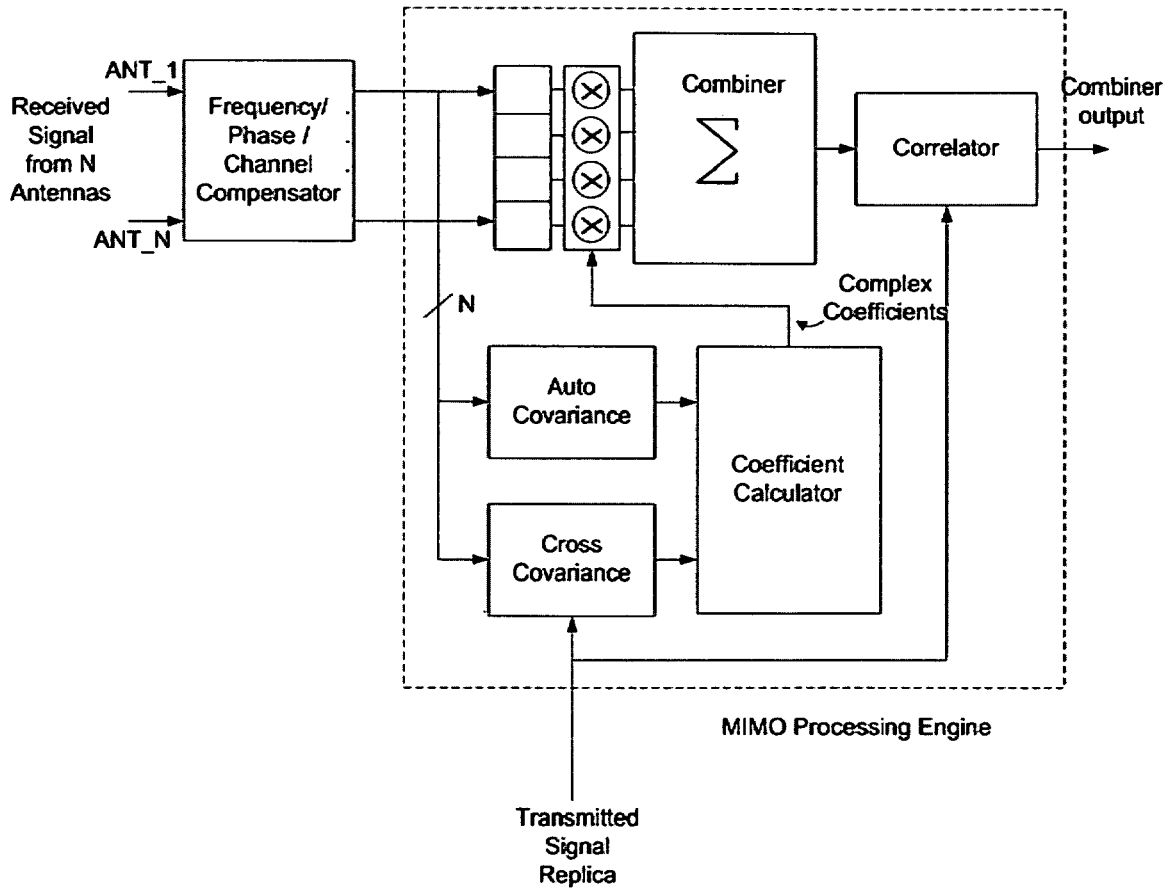 ANT_1
Received
Signal
from N
Antennas
ANT_N
Frequency/
Phase /
Channel
Compensator
Combiner
∑
Correlator
Combiner
output
N
Complex
Coefficients
Auto
Covariance
Cross
Covariance
Coefficient
Calculator
MIMO Processing Engine
Transmitted
Signal
Replica